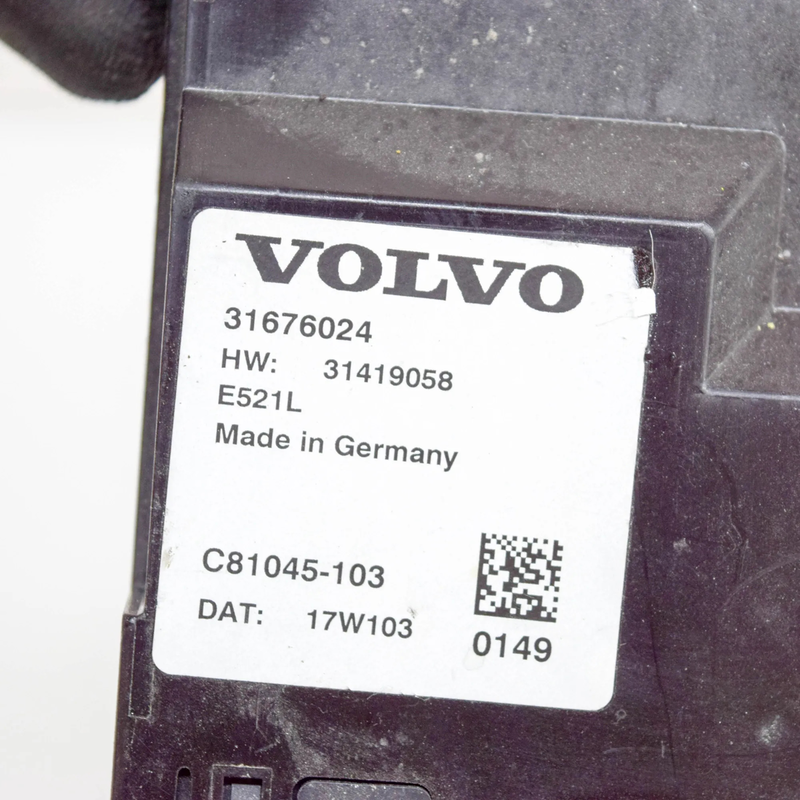 VOLVO
31676024
HW: 31419058
E521L
Made in Germany
C81045-103
DAT: 17W103
0149